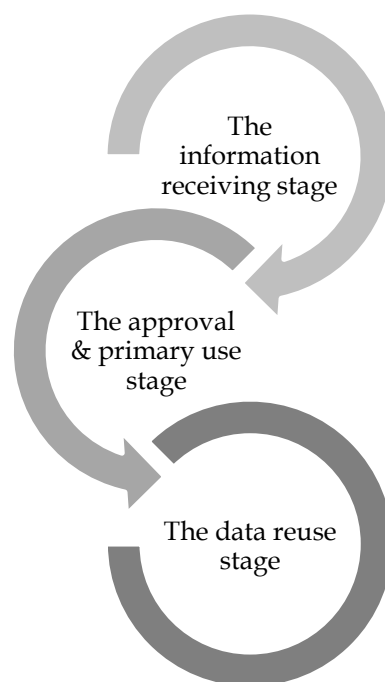 The
information
receiving stage
The approval
& primary use
stage
The data reuse
stage